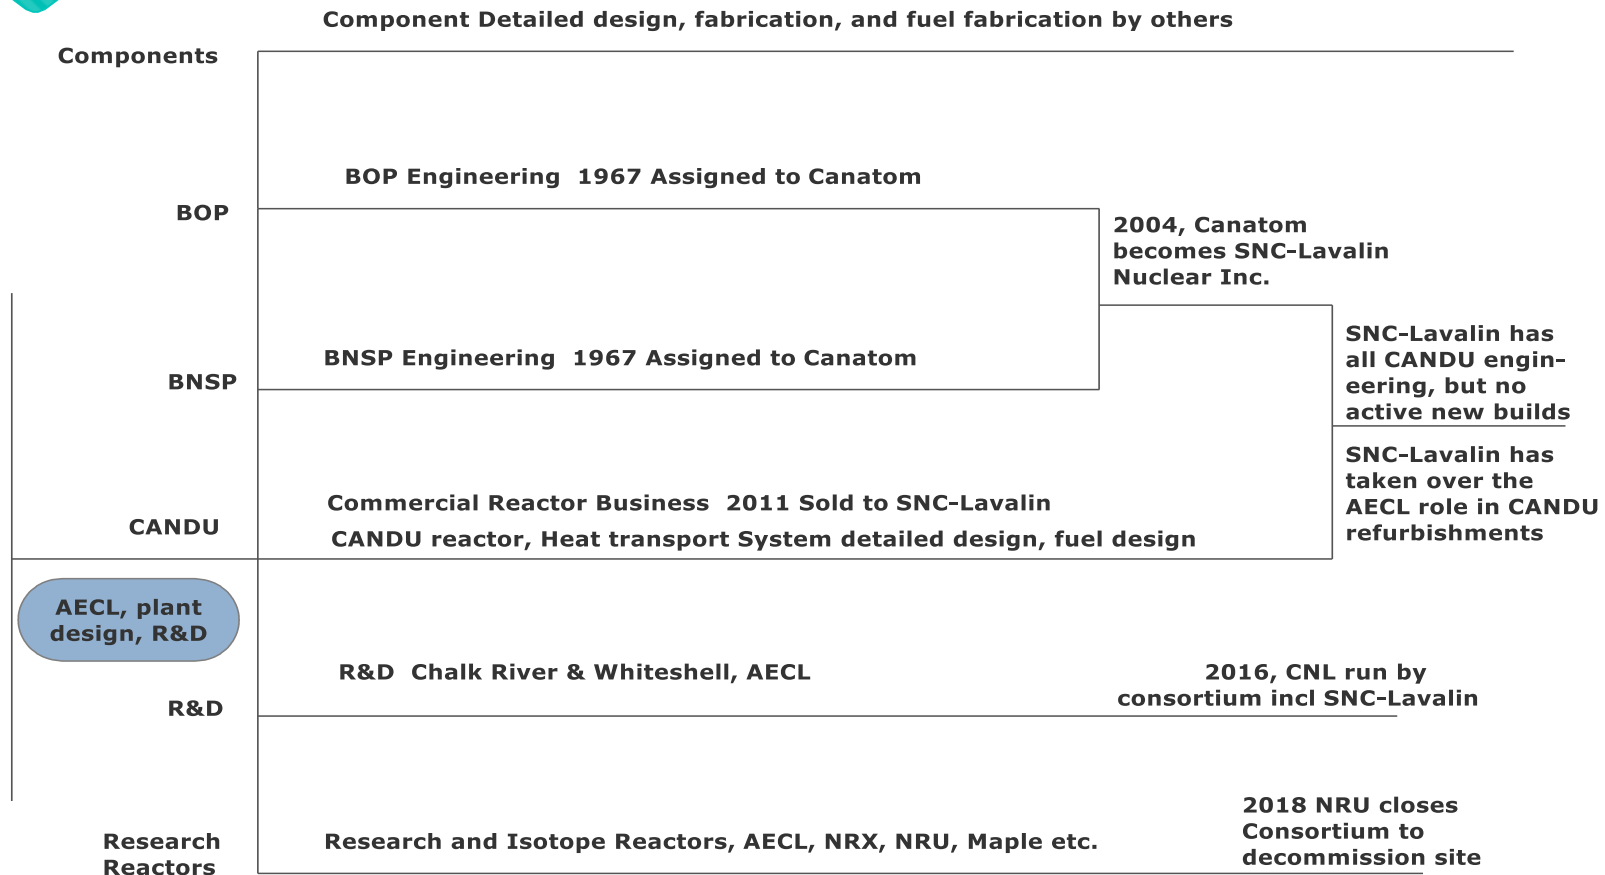 Component Detailed design, fabrication, and fuel fabrication by others
Components
BOP Engineering  1967 Assigned to Canatom
BOP
2004, Canatom
becomes SNC-Lavalin
Nuclear Inc.
BNSP Engineering  1967 Assigned to Canatom
BNSP
SNC-Lavalin has
all CANDU engin-
eering, but no
active new builds
SNC-Lavalin has
taken over the
AECL role in CANDU
refurbishments
Commercial Reactor Business  2011 Sold to SNC-Lavalin
CANDU
CANDU reactor, Heat transport System detailed design, fuel design
AECL, plant
design, R&D
R&D  Chalk River & Whiteshell, AECL
2016, CNL run by
consortium incl SNC-Lavalin
R&D
2018 NRU closes
Consortium to
decommission site
Research and Isotope Reactors, AECL, NRX, NRU, Maple etc.
Research
Reactors